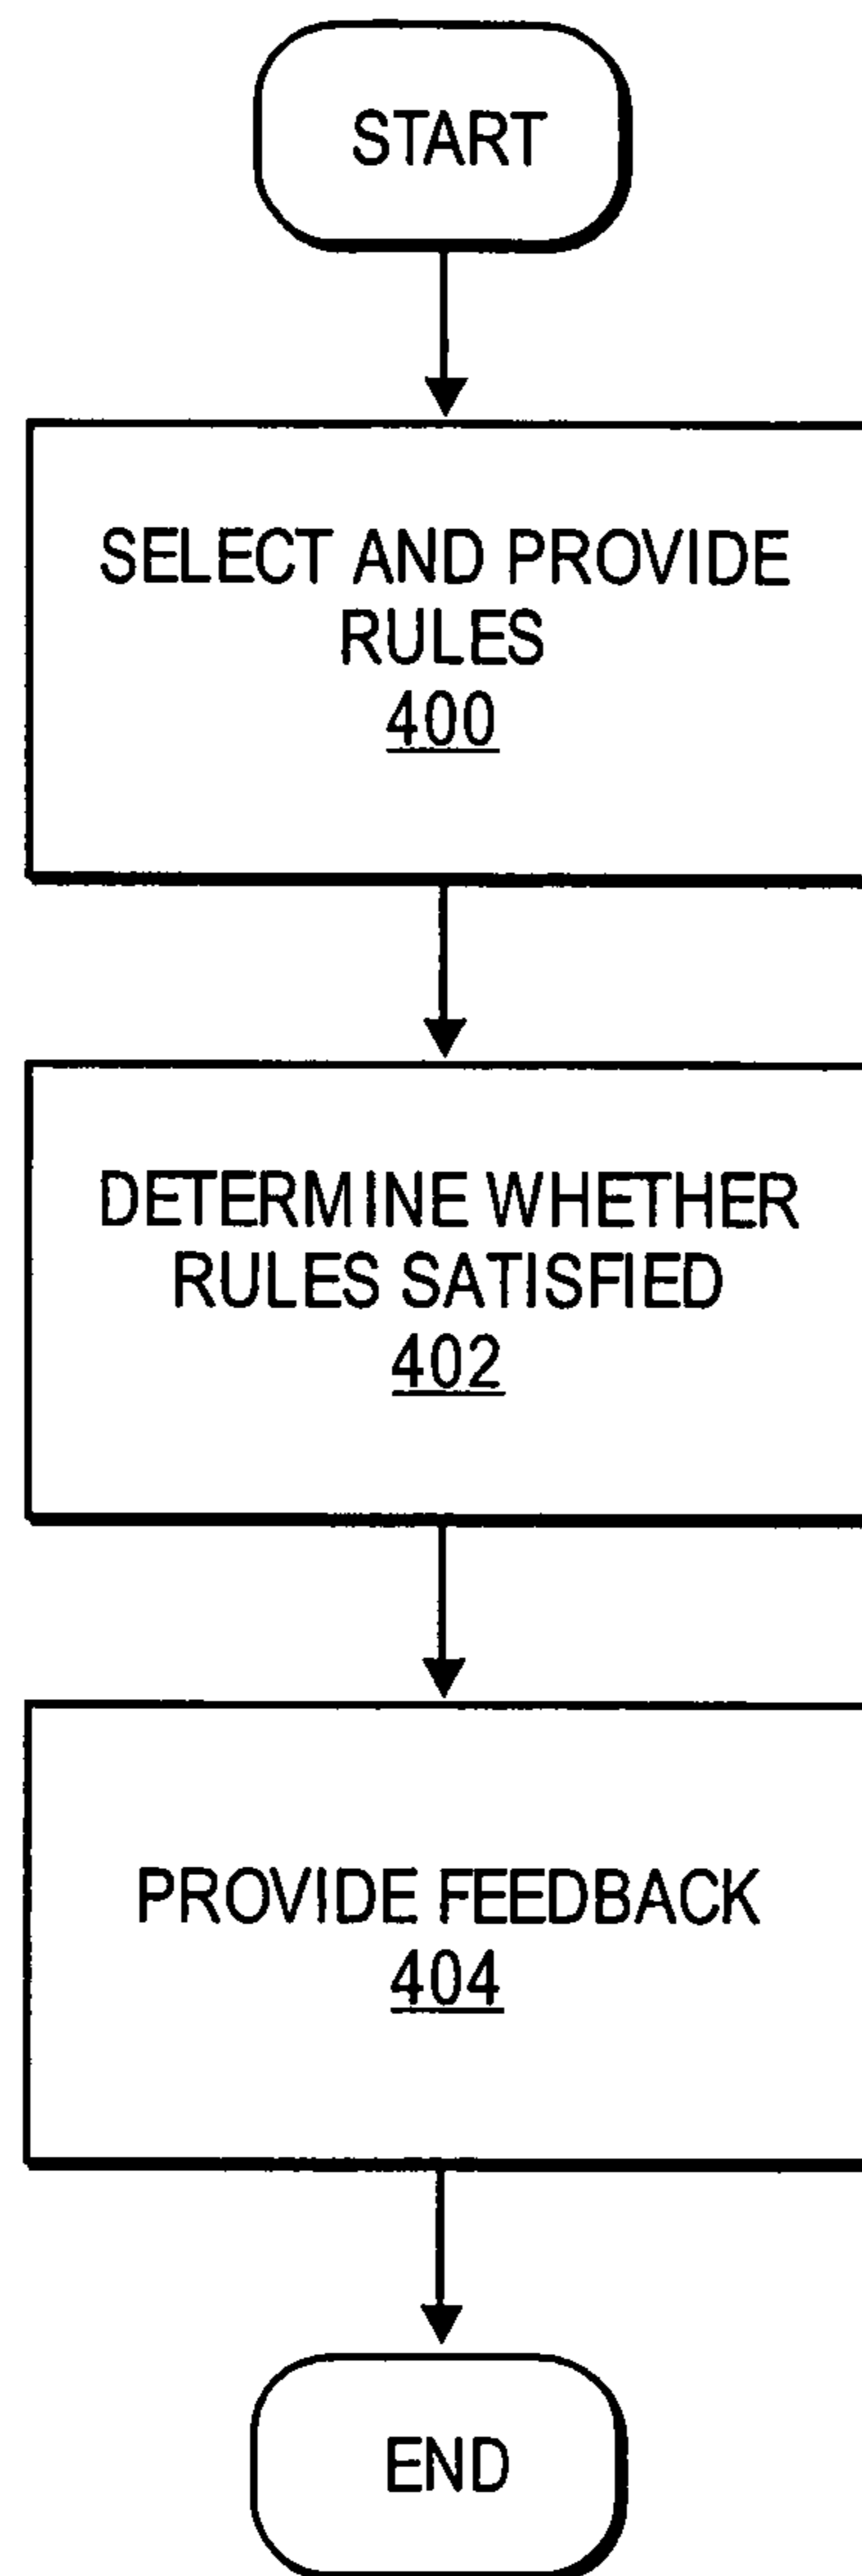 START
SELECT AND PROVIDE
RULES
400
DETERMINE WHETHER
RULES SATISFIED
402
PROVIDE FEEDBACK
404
END